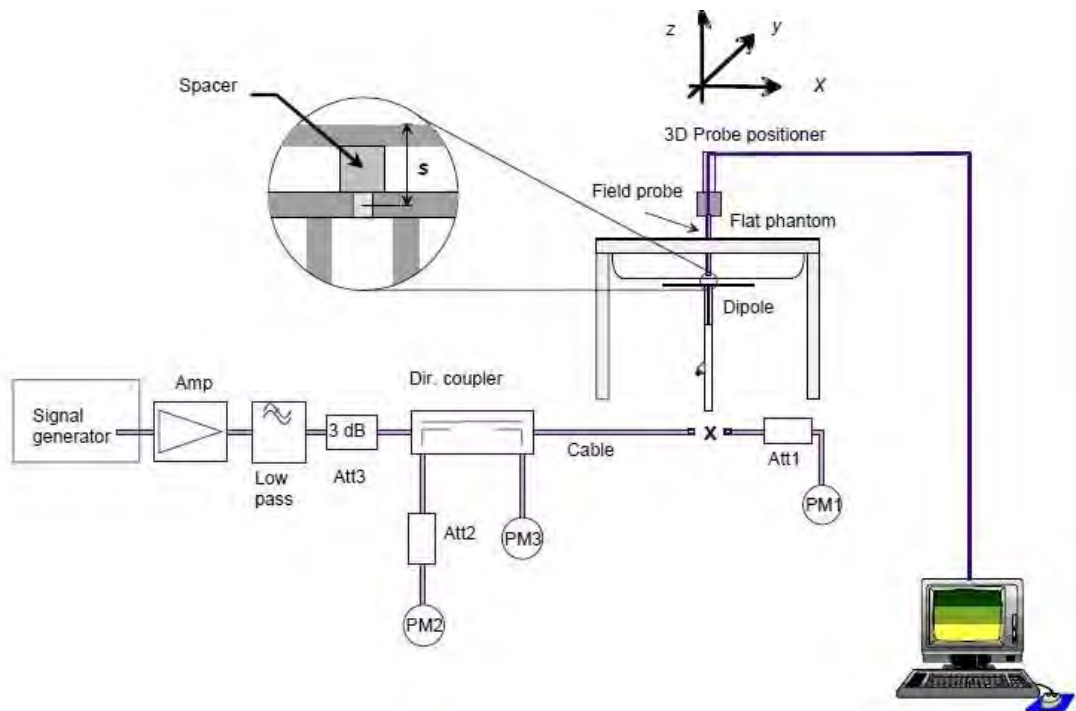 z
y
X
Spacer
s
3D Probe positioner
Field probe
Flat phantom
Dipole
Dir. coupler
Amp
Signal
generator
3 dB
Low
pass
Att3
Cable
x
Att1
PM1
Att2
PM3
PM2